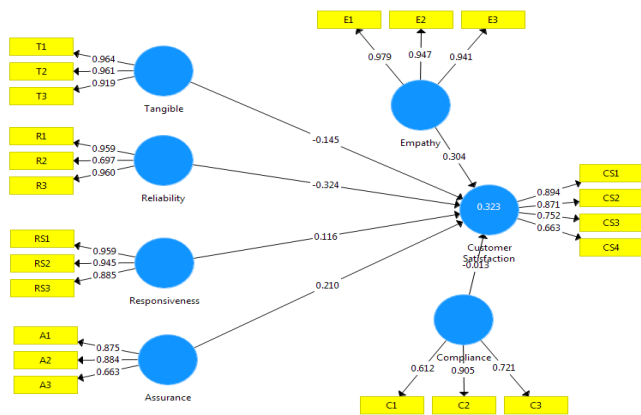 E1
E2
E3
0.979
0.947
0.941
Empathy
0.304
T1
T2
T3
0.964
0.961
0.919
Tangible
-0.145
R1
R2
R3
0.959
0.697
0.960
Reliability
-0.324
RS1
RS2
RS3
0.959
0.945
0.885
Responsiveness
0.116
A1
A2
A3
0.875
0.884
0.663
Assurance
0.210
0.323
Customer
Satisfaction
0.894
0.871
0.752
0.663
CS1
CS2
CS3
CS4
-0.013
Compliance
0.612
0.905
0.721
C1
C2
C3